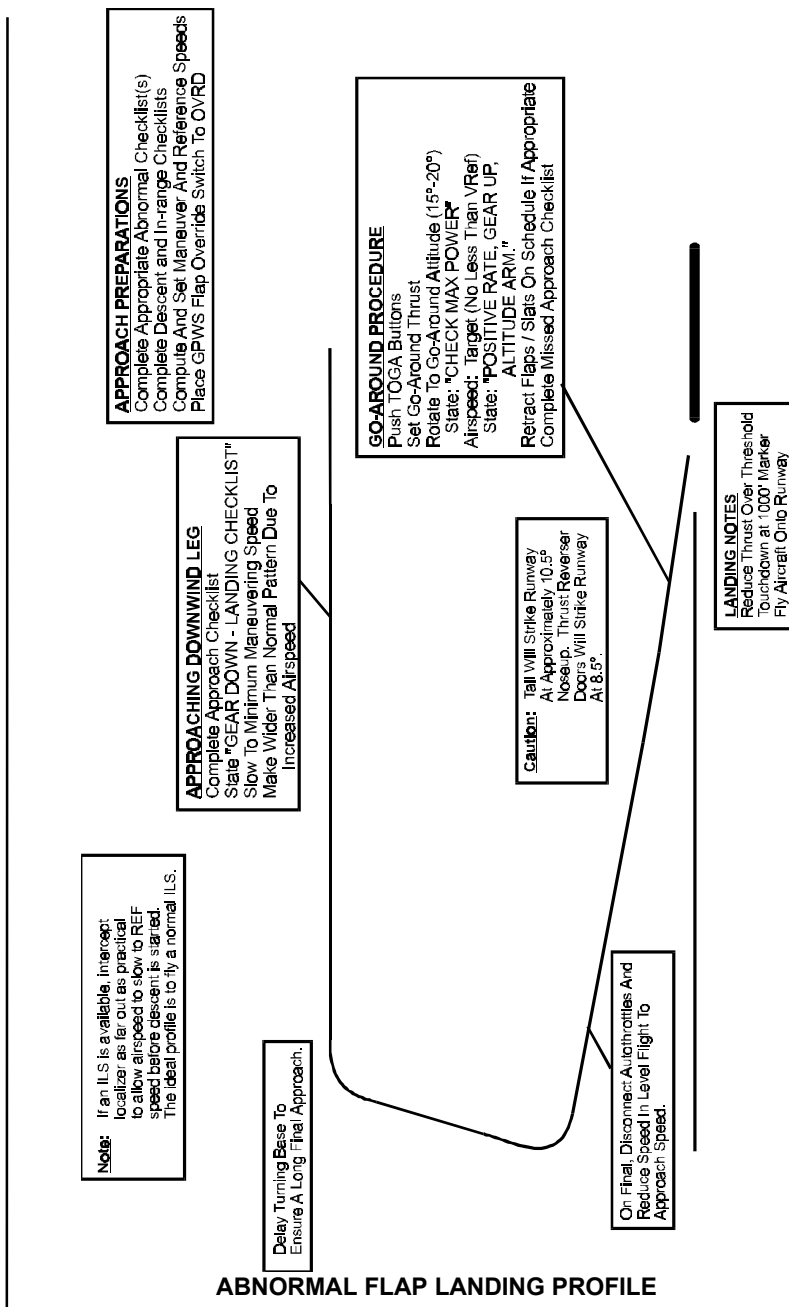 APPROACH PREPARATIONS
Complete Appropriate Abnormal Checklist(s)
Complete Descent and In-range Checklists
Compute And Set Maneuver And Reference Speeds
Place GPWS Flap Override Switch To OVRD
APPROACHING DOWNWIND LEG
Complete Approach Checklist
State "GEAR DOWN - LANDING CHECKLIST"
Slow To Minimum Maneuvering Speed
Make Wider Than Normal Pattern Due To
Increased Airspeed
Note: If an ILS is available, intercept
localizer as far out as practical
to allow airspeed to slow to REF
speed before descent is started.
The ideal profile is to fly a normal ILS.
Delay Turning Base To
Ensure A Long Final Approach.
On Final, Disconnect Autothrottles And
Reduce Speed In Level Flight To
Approach Speed.
Caution: Tail Will Strike Runway
At Approximately 10.5°
Noseup. Thrust Reverser
Doors Will Strike Runway
At 8.5°.
GO-AROUND PROCEDURE
Push TOGA Buttons
Set Go-Around Thrust
Rotate To Go-Around Attitude (15°-20°)
State: "CHECK MAX POWER"
Airspeed: Target (No Less Than VRef)
State: "POSITIVE RATE, GEAR UP,
ALTITUDE ARM."
Retract Flaps / Slats On Schedule If Appropriate
Complete Missed Approach Checklist
LANDING NOTES
Reduce Thrust Over Threshold
Touchdown at 1000' Marker
Fly Aircraft Onto Runway
ABNORMAL FLAP LANDING PROFILE